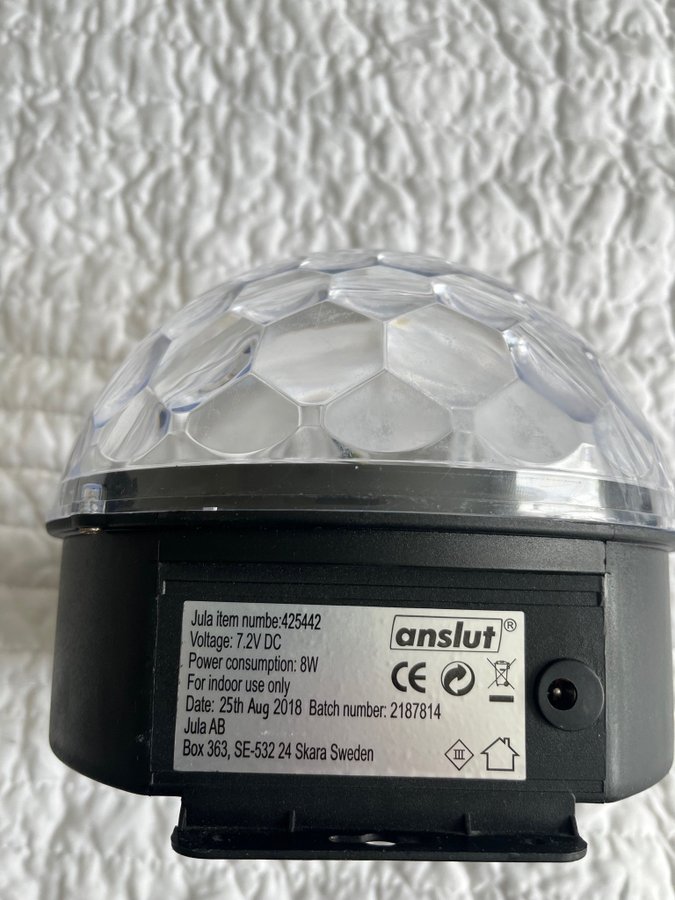 Jula item numbe:425442
Voltage: 7.2V DC
Power consumption: 8W
For indoor use only
Date: 25th Aug 2018 Batch number: 2187814
Jula AB
Box 363, SE-532 24 Skara Sweden
anslut®
CE
III